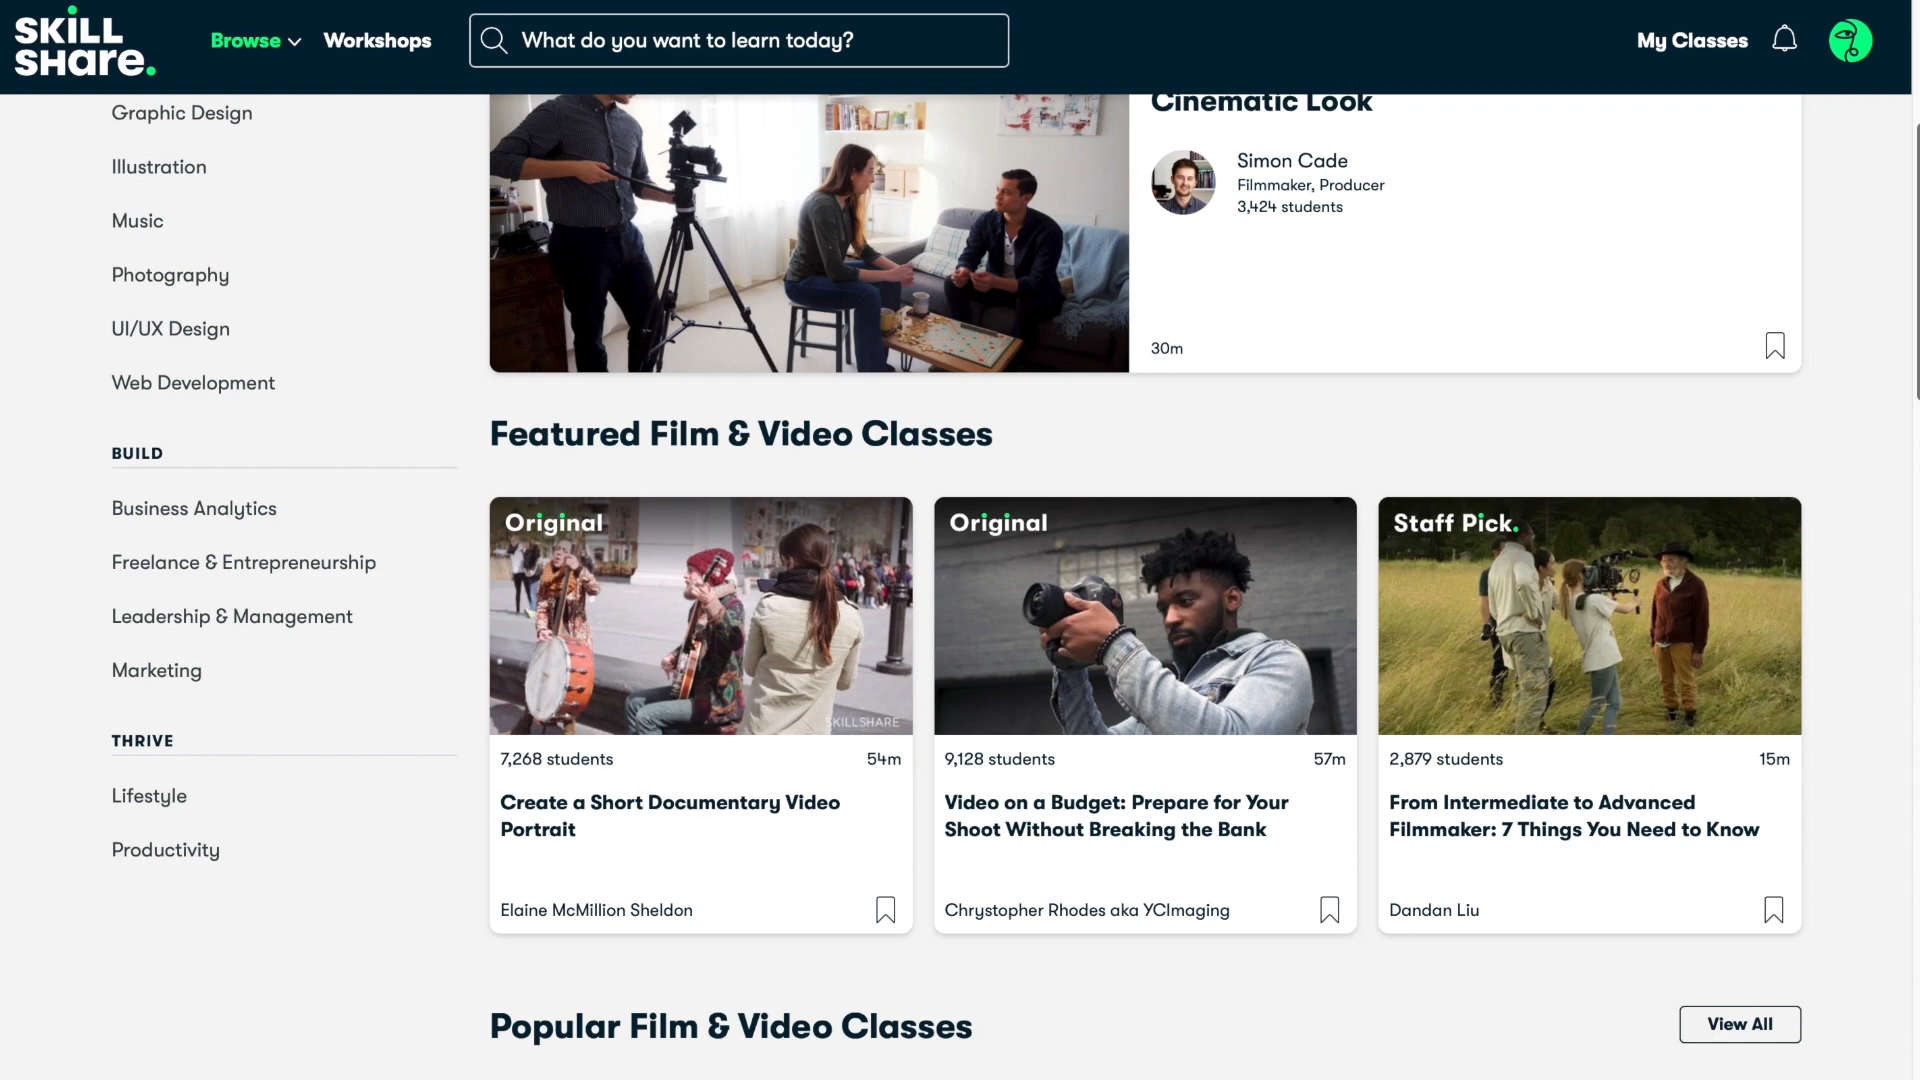 SKILL
SHare.
Browse
Workshops
What do you want to learn today?
My Classes
Graphic Design
Illustration
Music
Photography
UI/UX Design
Web Development
BUILD
Business Analytics
Freelance & Entrepreneurship
Leadership & Management
Marketing
THRIVE
Lifestyle
Productivity
Cinematic Look
Simon Cade
Filmmaker, Producer
3,424 students
30m
Featured Film & Video Classes
Original
SKILLSHARE
7,268 students
54m
Create a Short Documentary Video
Portrait
Elaine McMillion Sheldon
Original
9,128 students
57m
Video on a Budget: Prepare for Your
Shoot Without Breaking the Bank
Chrystopher Rhodes aka YCImaging
Staff Pick.
2,879 students
15m
From Intermediate to Advanced
Filmmaker: 7 Things You Need to Know
Dandan Liu
Popular Film & Video Classes
View All